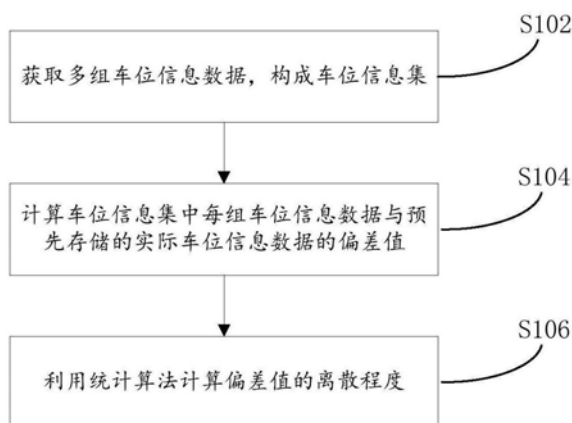 S102
获取多组车位信息数据，构成车位信息集
S104
计算车位信息集中每组车位信息数据与预
先存储的实际车位信息数据的偏差值
S106
利用统计算法计算偏差值的离散程度